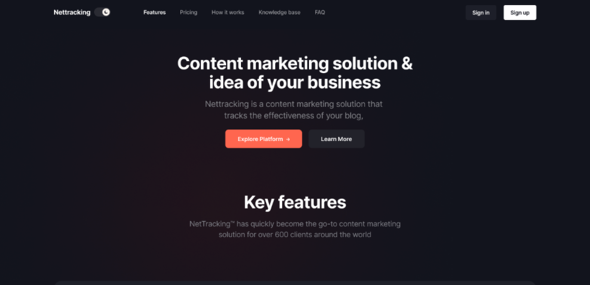 Nettracking
Features
Pricing
How it works
Knowledge base
FAQ
Sign in
Sign up
Content marketing solution &
idea of your business
Nettracking is a content marketing solution that
tracks the effectiveness of your blog,
Explore Platform →
Learn More
Key features
NetTracking™ has quickly become the go-to content marketing
solution for over 600 clients around the world